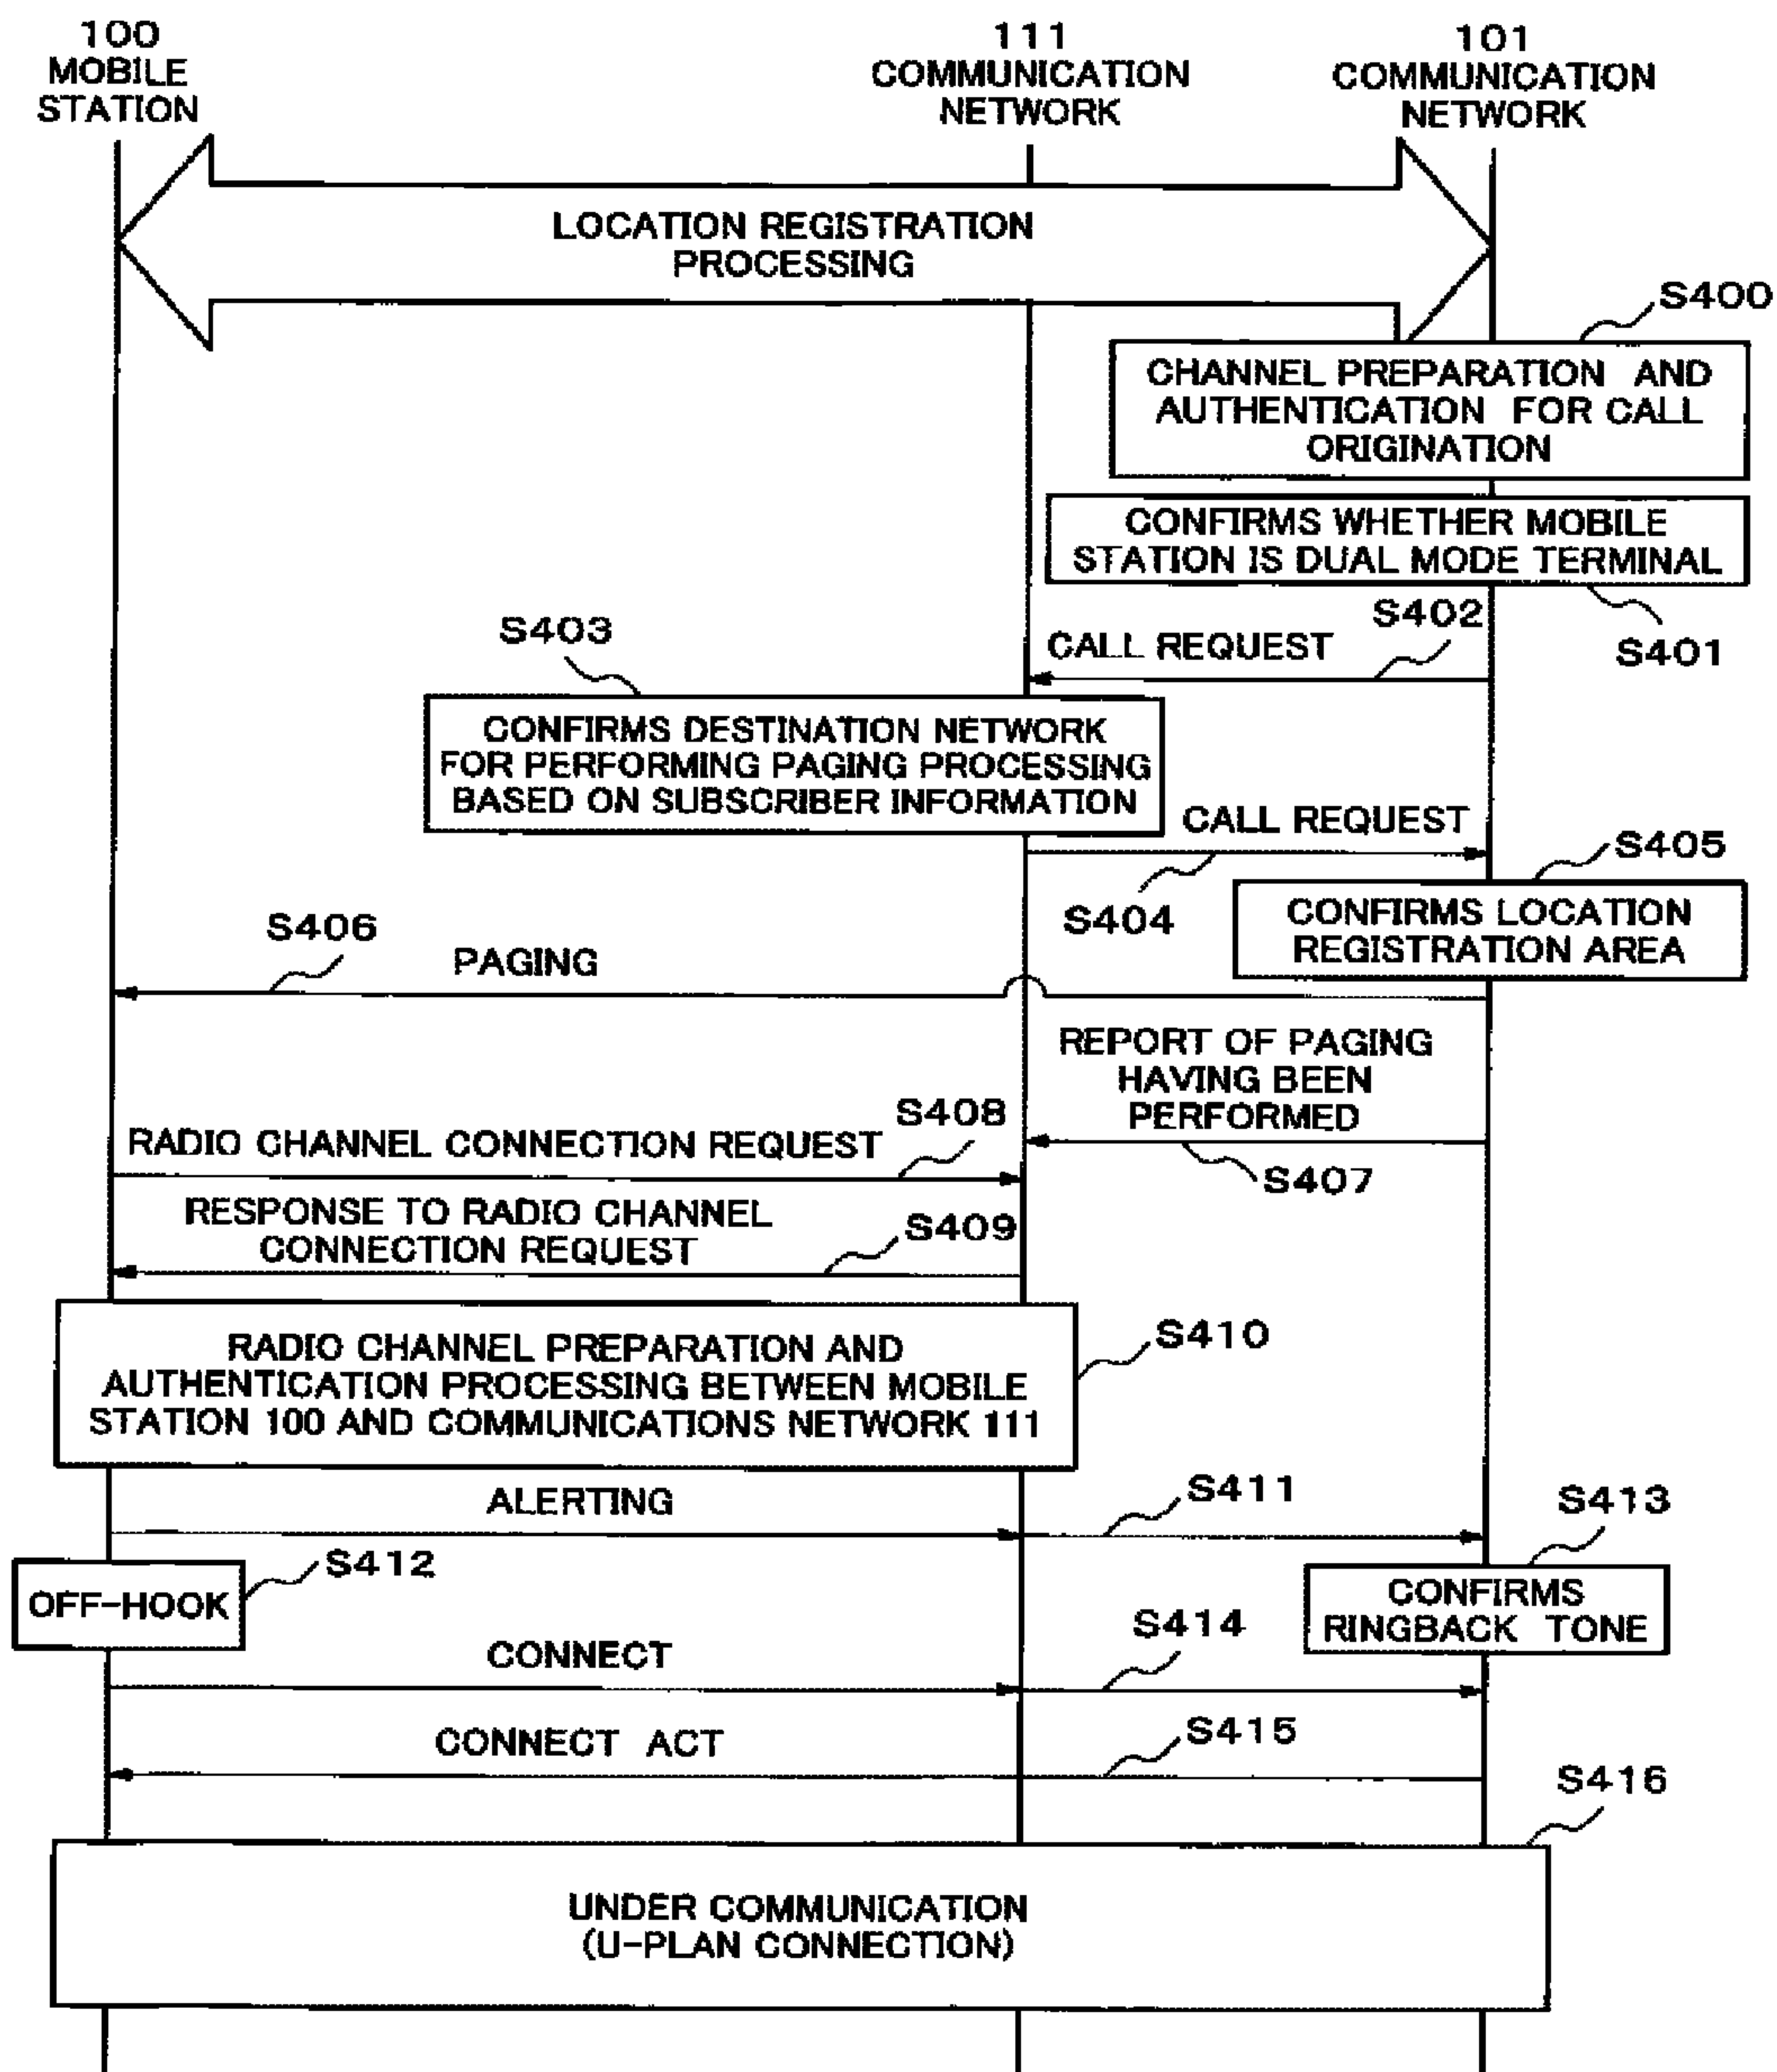 100
MOBILE
STATION
111
COMMUNICATION
NETWORK
101
COMMUNICATION
NETWORK
LOCATION REGISTRATION
PROCESSING
S400
CHANNEL PREPARATION AND
AUTHENTICATION FOR CALL
ORIGINATION
CONFIRMS WHETHER MOBILE
STATION IS DUAL MODE TERMINAL
S401
S402
CALL REQUEST
S403
CONFIRMS DESTINATION NETWORK
FOR PERFORMING PAGING PROCESSING
BASED ON SUBSCRIBER INFORMATION
CALL REQUEST
S404
S405
CONFIRMS LOCATION
REGISTRATION AREA
S406
PAGING
REPORT OF PAGING
HAVING BEEN
PERFORMED
S407
S408
RADIO CHANNEL CONNECTION REQUEST
RESPONSE TO RADIO CHANNEL
CONNECTION REQUEST
S409
RADIO CHANNEL PREPARATION AND
AUTHENTICATION PROCESSING BETWEEN MOBILE
STATION 100 AND COMMUNICATIONS NETWORK 111
S410
ALERTING
S411
S412
OFF-HOOK
S413
CONFIRMS
RINGBACK TONE
CONNECT
S414
CONNECT ACT
S415
S416
UNDER COMMUNICATION
(U-PLAN CONNECTION)